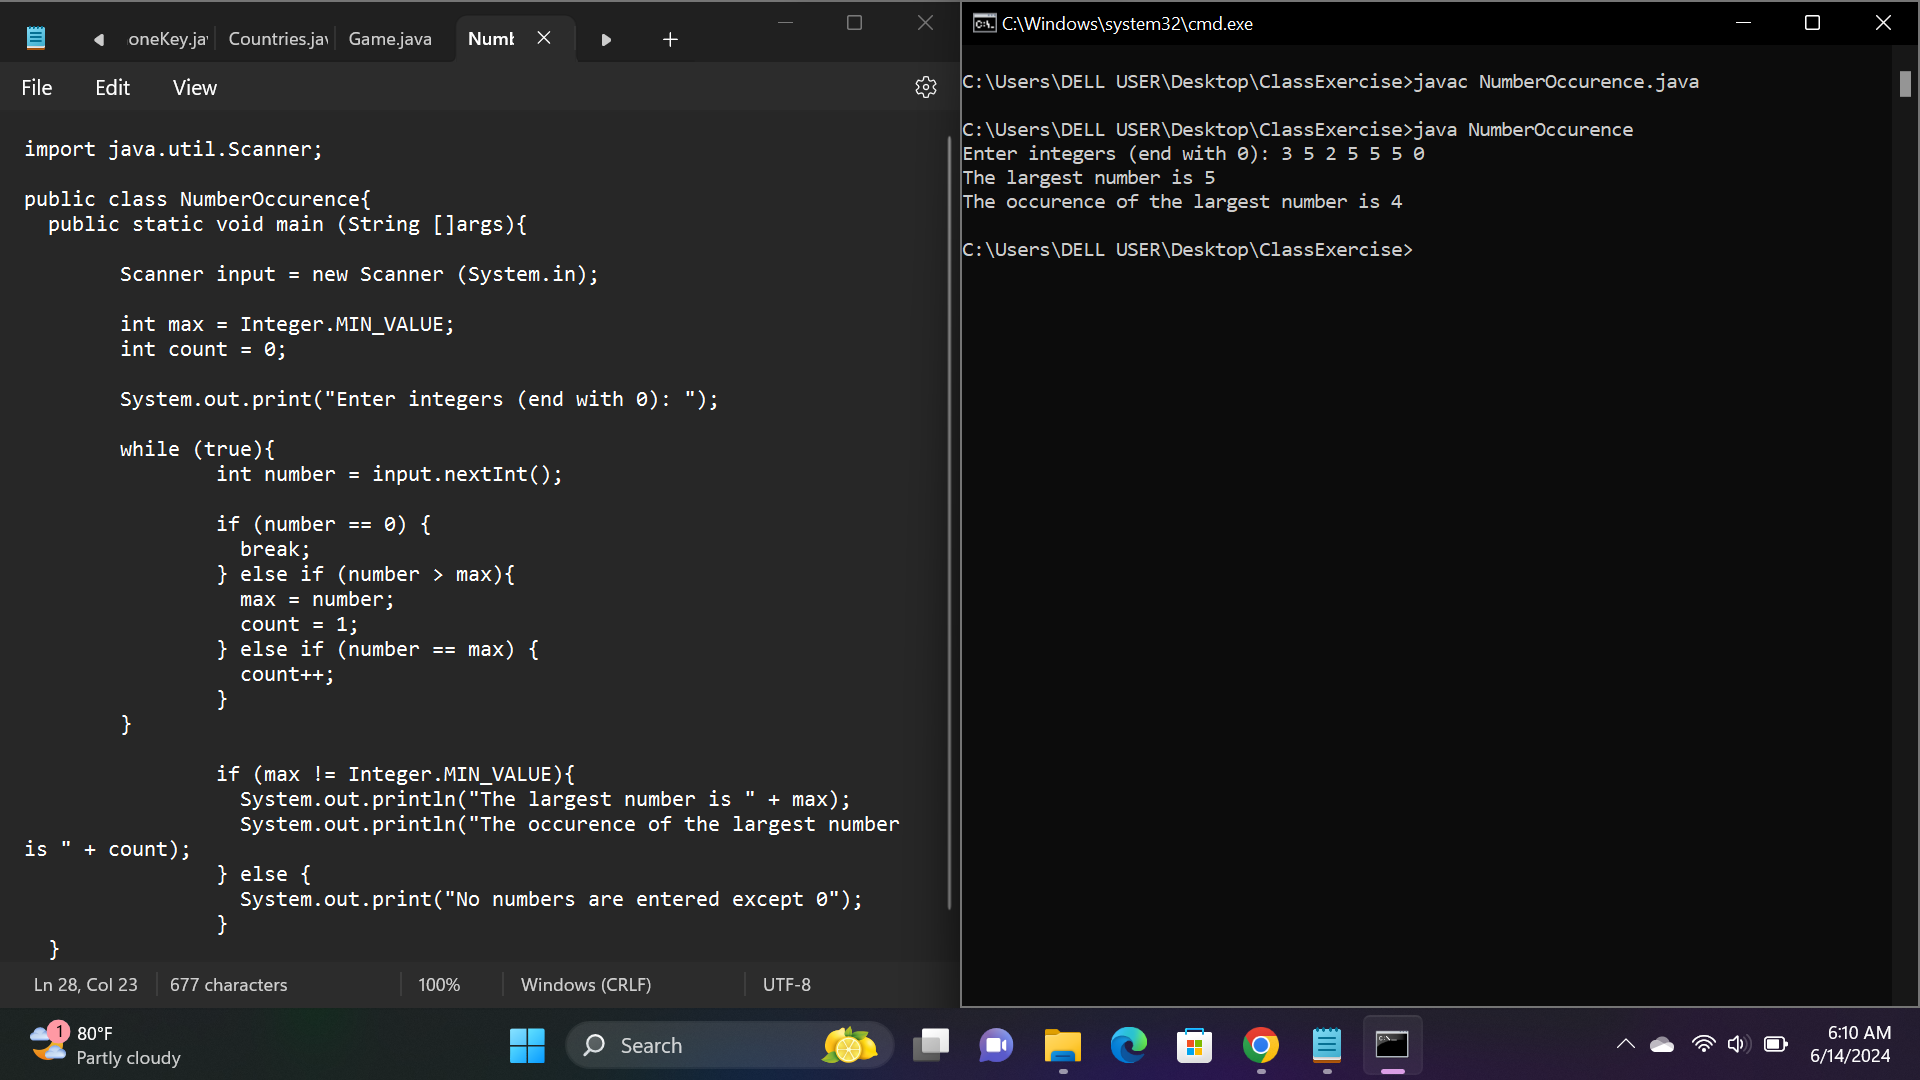 oneKey.ja
Countries.jav
Game.java
Numb
File
Edit
View
import java.util.Scanner;
public class NumberOccurence{
public static void main (String []args){
Scanner input = new Scanner (System.in);
int max = Integer.MIN_VALUE;
int count = 0;
System.out.print("Enter integers (end with 0): ");
while (true){
int number = input.nextInt();
if (number == 0) {
break;
} else if (number > max){
max = number;
count = 1;
} else if (number == max) {
count++;
}
}
if (max != Integer.MIN_VALUE){
System.out.println("The largest number is " + max);
System.out.println("The occurence of the largest number
is " + count);
} else {
System.out.print("No numbers are entered except 0");
}
}
Ln 28, Col 23
677 characters
100%
Windows (CRLF)
UTF-8
C:\Windows\system32\cmd.exe
C:\Users\DELL USER\Desktop\ClassExercise>javac NumberOccurence.java
C:\Users\DELL USER\Desktop\ClassExercise>java NumberOccurence
Enter integers (end with 0): 3 5 2 5 5 5 0
The largest number is 5
The occurence of the largest number is 4
C:\Users\DELL USER\Desktop\ClassExercise>
1
80°F
Partly cloudy
Search
6:10 AM
6/14/2024